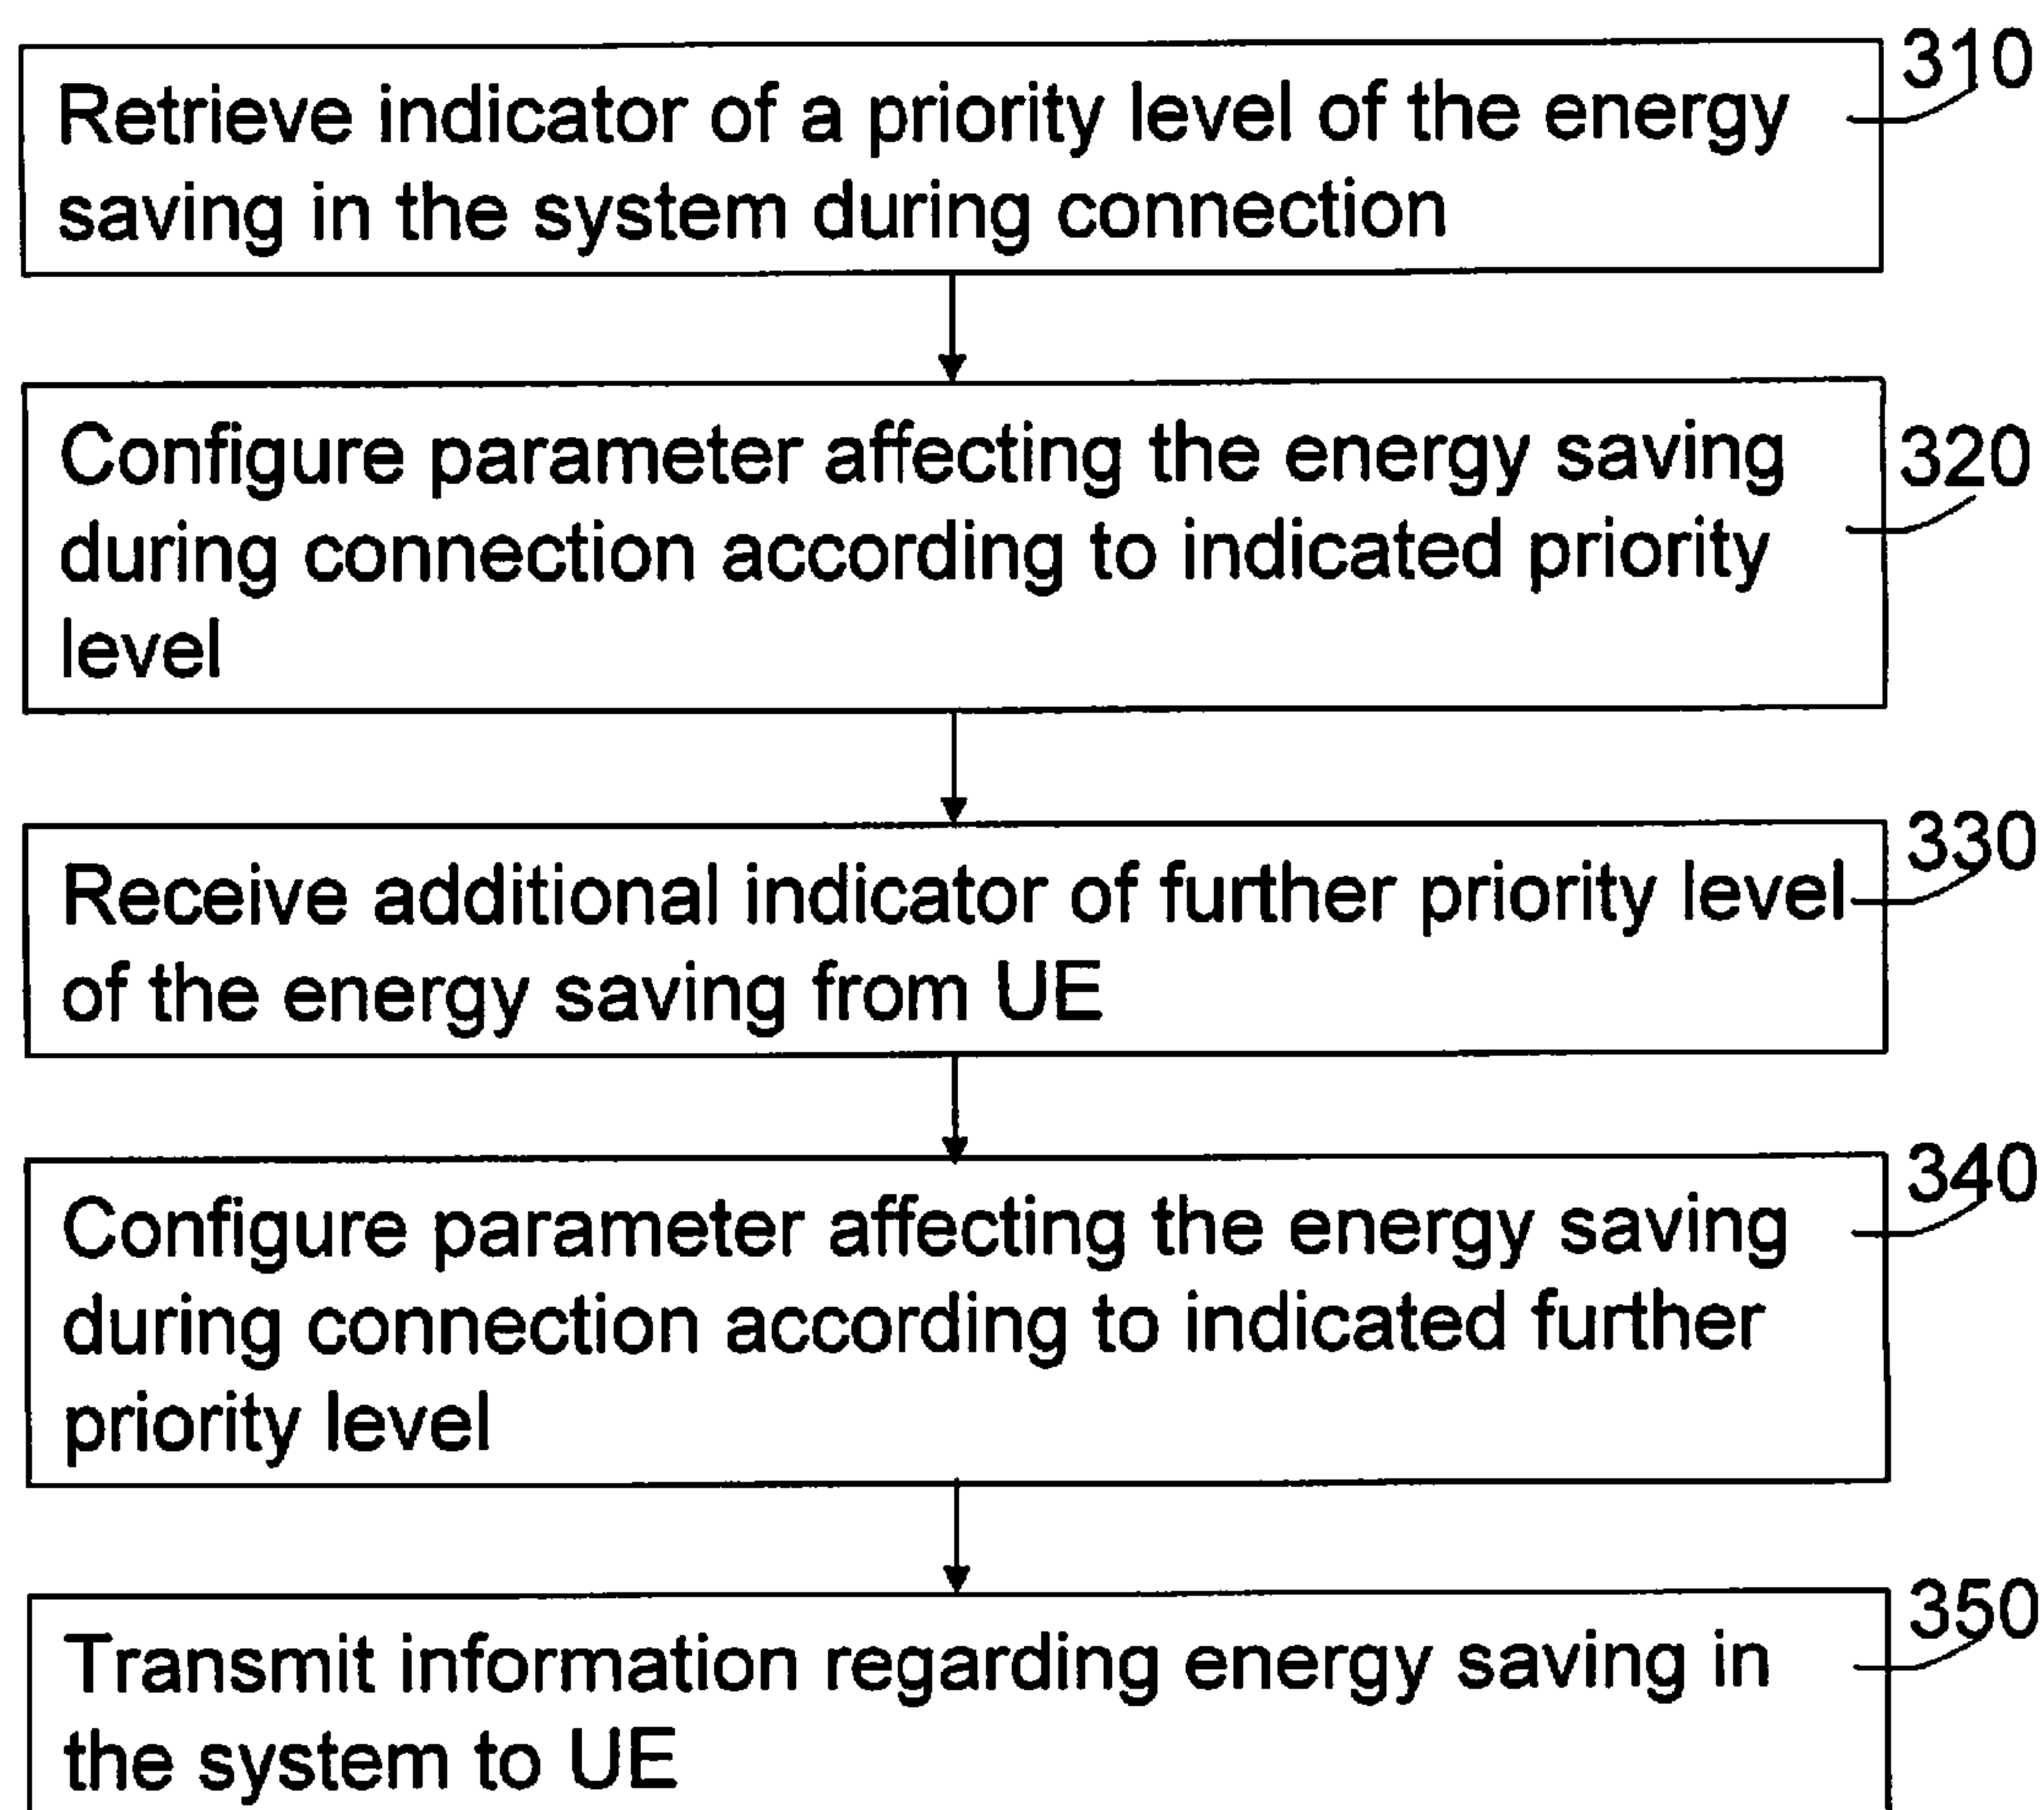 310
Retrieve indicator of a priority level of the energy
saving in the system during connection
320
Configure parameter affecting the energy saving
during connection according to indicated priority
level
330
Receive additional indicator of further priority level
of the energy saving from UE
340
Configure parameter affecting the energy saving
during connection according to indicated further
priority level
350
Transmit information regarding energy saving in
the system to UE